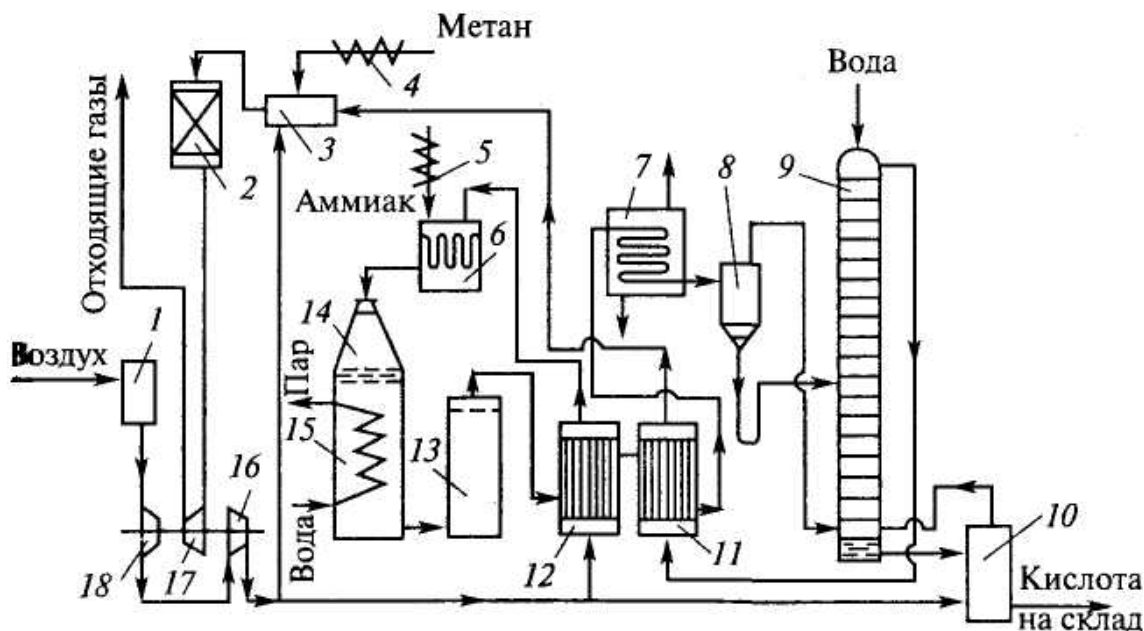 Метан
Вода
4
3
2
5
Аммиак
6
7
8
9
Отходящие газы
1
Воздух
14
Пар
15
13
16
Вода
12
11
10
18
17
Кислота
на склад